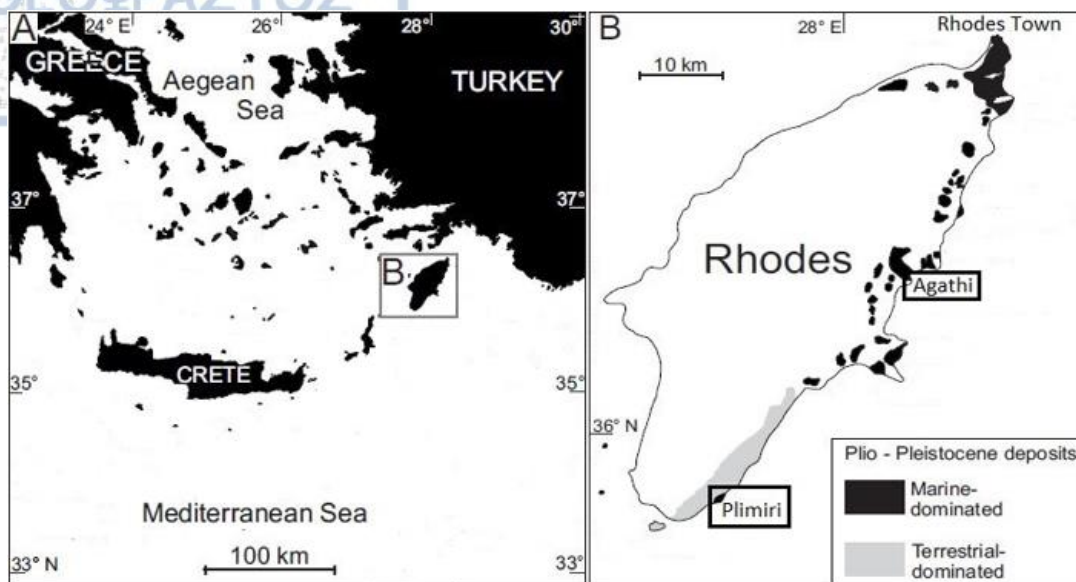 A
24° E
26°
28°
30°
GREECE
Aegean
Sea
TURKEY
37°
37°
B
CRETE
35°
35°
Mediterranean Sea
100 km
33° N
33°
B
28° E
Rhodes Town
10 km
Rhodes
Agathi
36° N
Plimiri
Plio - Pleistocene deposits
Marine-
dominated
Terrestrial-
dominated